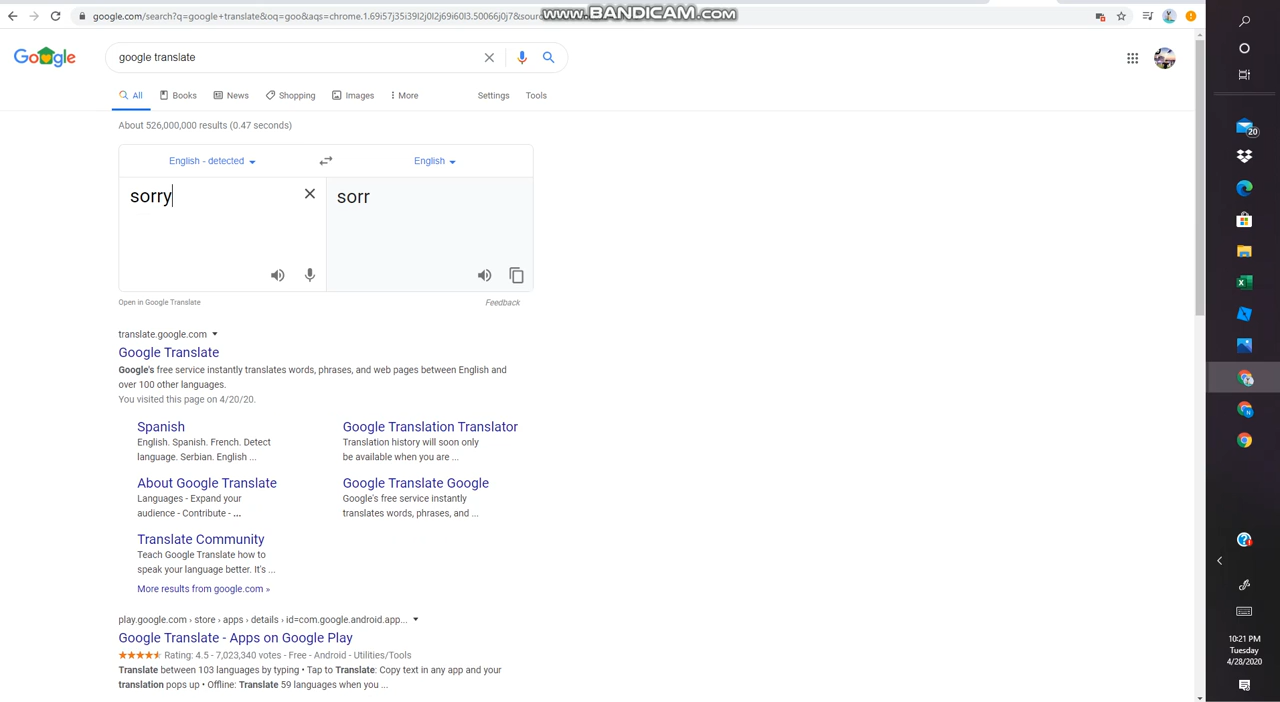 google.com/search?q=google+translate&oq=goo&aqs=chrome.1.69i57j35i39l2j0l2j69i60l3.50066j0j7&sour
www.BANDICAM.com
Google
google translate
All Books News Shopping Images More Settings Tools
About 526,000,000 results (0.47 seconds)
English - detected English
sorry sorr
Open in Google Translate Feedback
translate.google.com
Google Translate
Google's free service instantly translates words, phrases, and web pages between English and
over 100 other languages.
You visited this page on 4/20/20.
Spanish
English. Spanish. French. Detect
language. Serbian. English ...
Google Translation Translator
Translation history will soon only
be available when you are ...
About Google Translate
Languages - Expand your
audience - Contribute - ...
Google Translate Google
Google's free service instantly
translates words, phrases, and ...
Translate Community
Teach Google Translate how to
speak your language better. It's ...
More results from google.com »
play.google.com › store › apps › details › id=com.google.android.app...
Google Translate - Apps on Google Play
Rating: 4.5 - 7,023,340 votes - Free - Android - Utilities/Tools
Translate between 103 languages by typing • Tap to Translate: Copy text in any app and your
translation pops up • Offline: Translate 59 languages when you ...
20
N
10:21 PM
Tuesday
4/28/2020